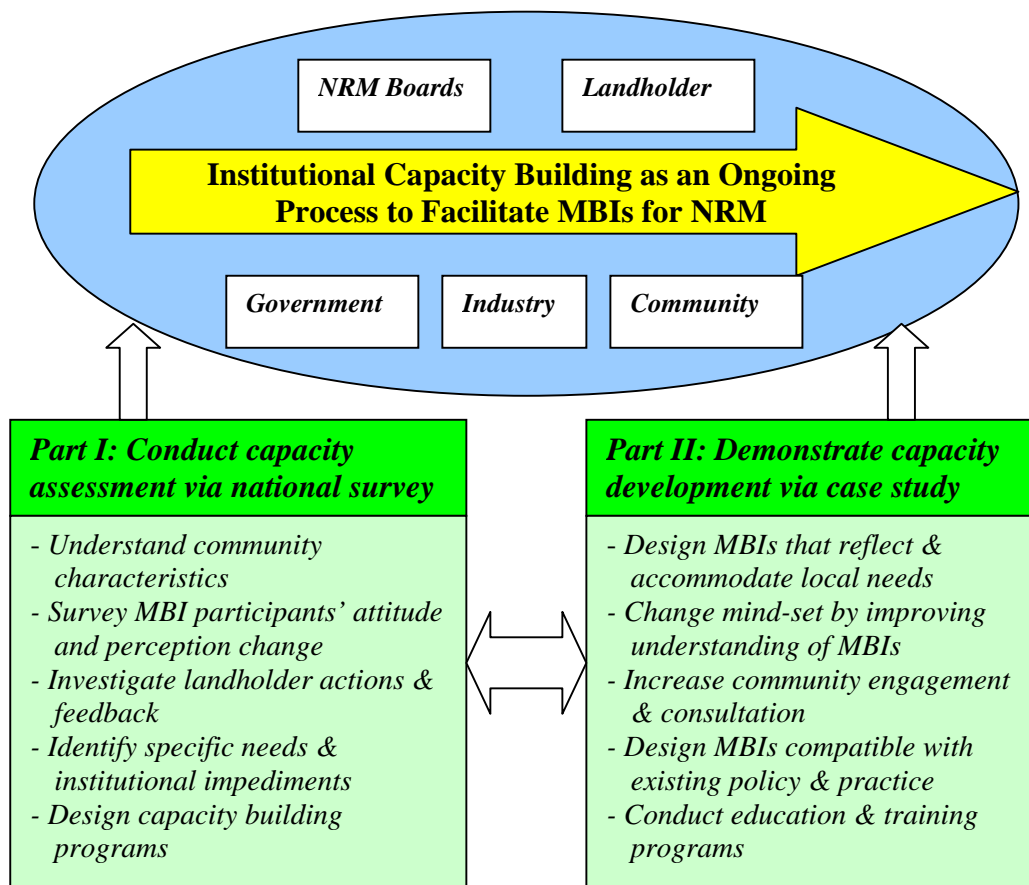 NRM Boards
Landholder
Institutional Capacity Building as an Ongoing
Process to Facilitate MBIs for NRM
Government
Industry
Community
Part I: Conduct capacity
assessment via national survey
- Understand community
characteristics
- Survey MBI participants’ attitude
and perception change
- Investigate landholder actions &
feedback
- Identify specific needs &
institutional impediments
- Design capacity building
programs
Part II: Demonstrate capacity
development via case study
- Design MBIs that reflect &
accommodate local needs
- Change mind-set by improving
understanding of MBIs
- Increase community engagement
& consultation
- Design MBIs compatible with
existing policy & practice
- Conduct education & training
programs